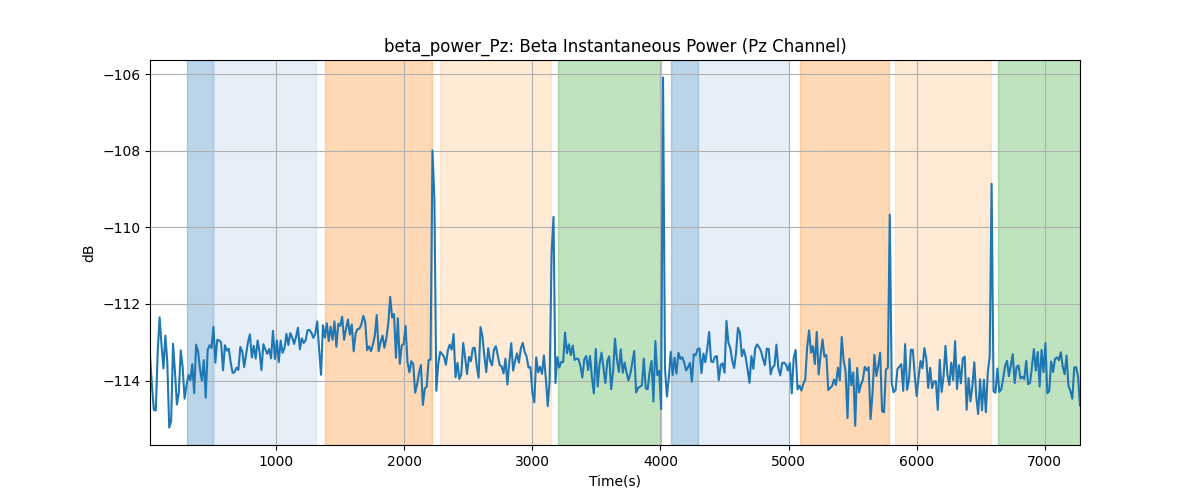 beta_power_Pz: Beta Instantaneous Power (Pz Channel)
−106
−108
−110
−112
−114
dB
1000 2000 3000 4000 5000 6000 7000
Time(s)